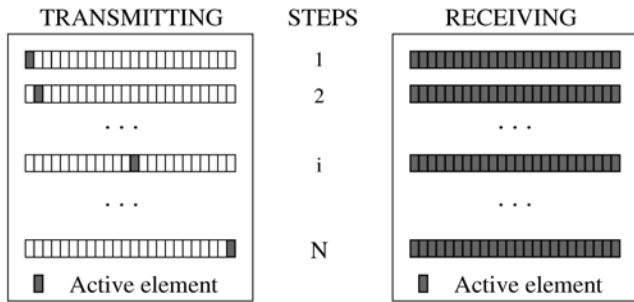 TRANSMITTING STEPS RECEIVING
1
2
. . . . . .
i
. . . . . .
N
Active element Active element